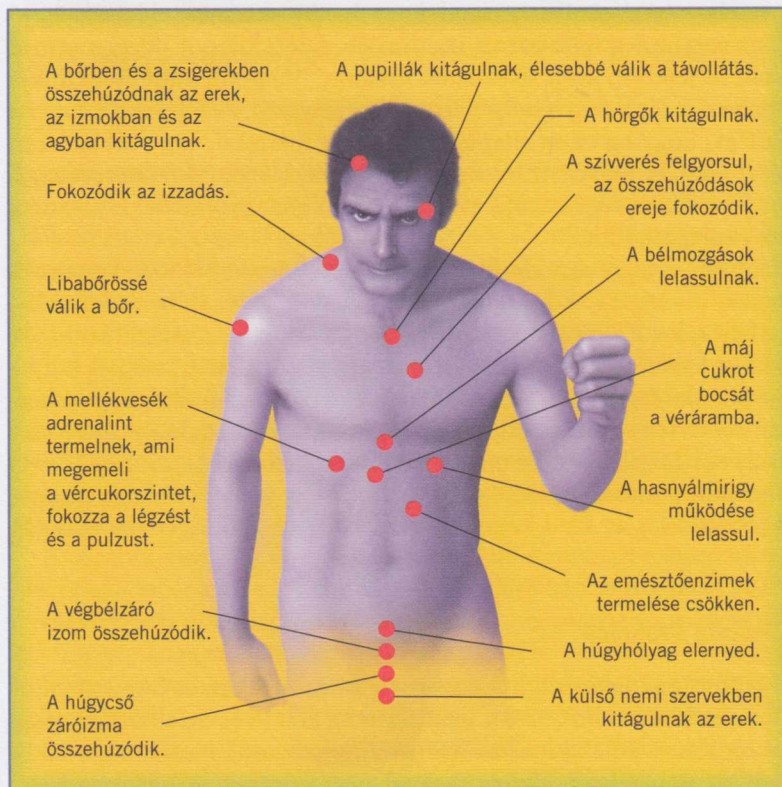 A bőrben és a zsigerekben
összehúzódnak az erek,
az izmokban és az
agyban kitágulnak.
Fokozódik az izzadás.
Libabőrössé
válik a bőr.
A mellékvesék
adrenalint
termelnek, ami
megemeli
a vércukorszintet,
fokozza a légzést
és a pulzust.
A végbélzáró
izom összehúzódik.
A húgycső
záróizma
összehúzódik.
A pupillák kitágulnak, élesebbé válik a távollátás.
A hörgők kitágulnak.
A szívverés felgyorsul,
az összehúzódások
ereje fokozódik.
A bélmozgások
lelassulnak.
A máj
cukrot
bocsát
a véráramba.
A hasnyálmirigy
működése
lelassul.
Az emésztőenzimek
termelése csökken.
A húgyhólyag elernyed.
A külső nemi szervekben
kitágulnak az erek.